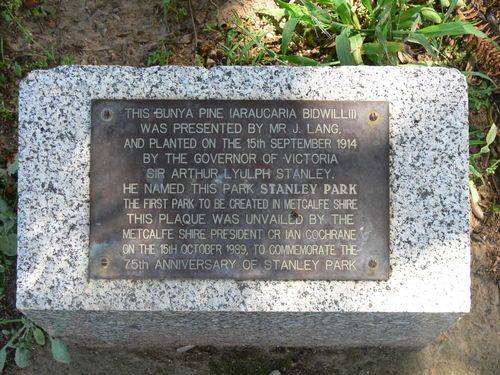 THIS BUNYA PINE (ARAUCARIA BIDWILLII)
WAS PRESENTED BY MR J. LANG,
AND PLANTED ON THE 15th SEPTEMBER 1914
BY THE GOVERNOR OF VICTORIA
SIR ARTHUR LYULPH STANLEY.
HE NAMED THIS PARK STANLEY PARK
THE FIRST PARK TO BE CREATED IN METCALFE SHIRE
THIS PLAQUE WAS UNVAILED BY THE
METCALFE SHIRE PRESIDENT CR IAN COCHRANE
ON THE 15th OCTOBER 1989, TO COMMEMORATE THE
75th ANNIVERSARY OF STANLEY PARK